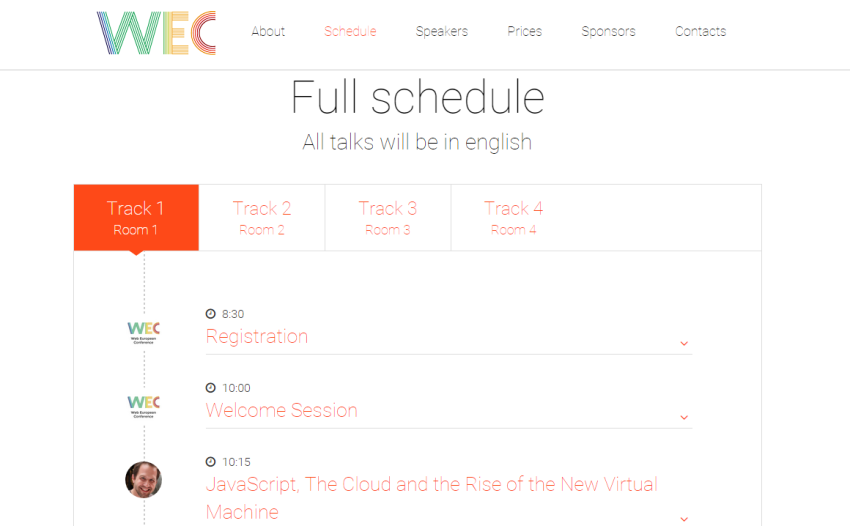 WEC
About Schedule Speakers Prices Sponsors Contacts
Full schedule
All talks will be in english
Track 1 Track 2 Track 3 Track 4
Room 1 Room 2 Room 3 Room 4
8:30
WEC
Web European
Conference
Registration
10:00
WEC
Web European
Conference
Welcome Session
10:15
JavaScript, The Cloud and the Rise of the New Virtual
Machine